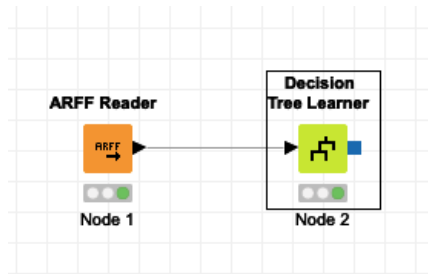 Decision
ARFF Reader
Tree Learner
ARFF
Node 1
Node 2